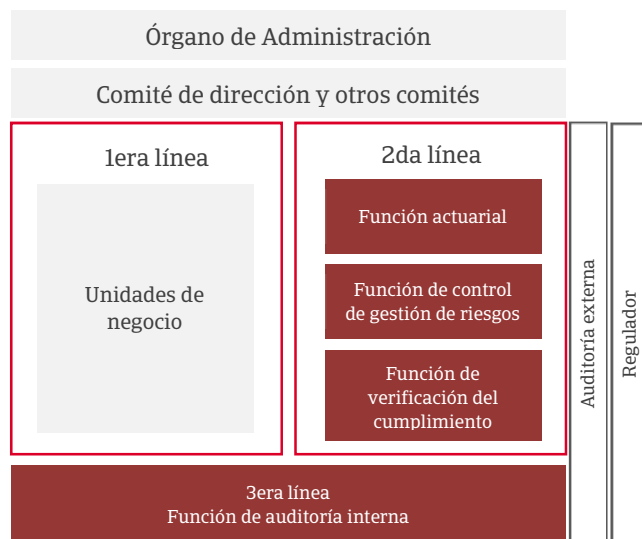 Órgano de Administración
Comité de dirección y otros comités
1era línea
Unidades de
negocio
2da línea
Función actuarial
Función de control
de gestión de riesgos
Función de
verificación del
cumplimiento
3era línea
Función de auditoría interna
Auditoría externa
Regulador